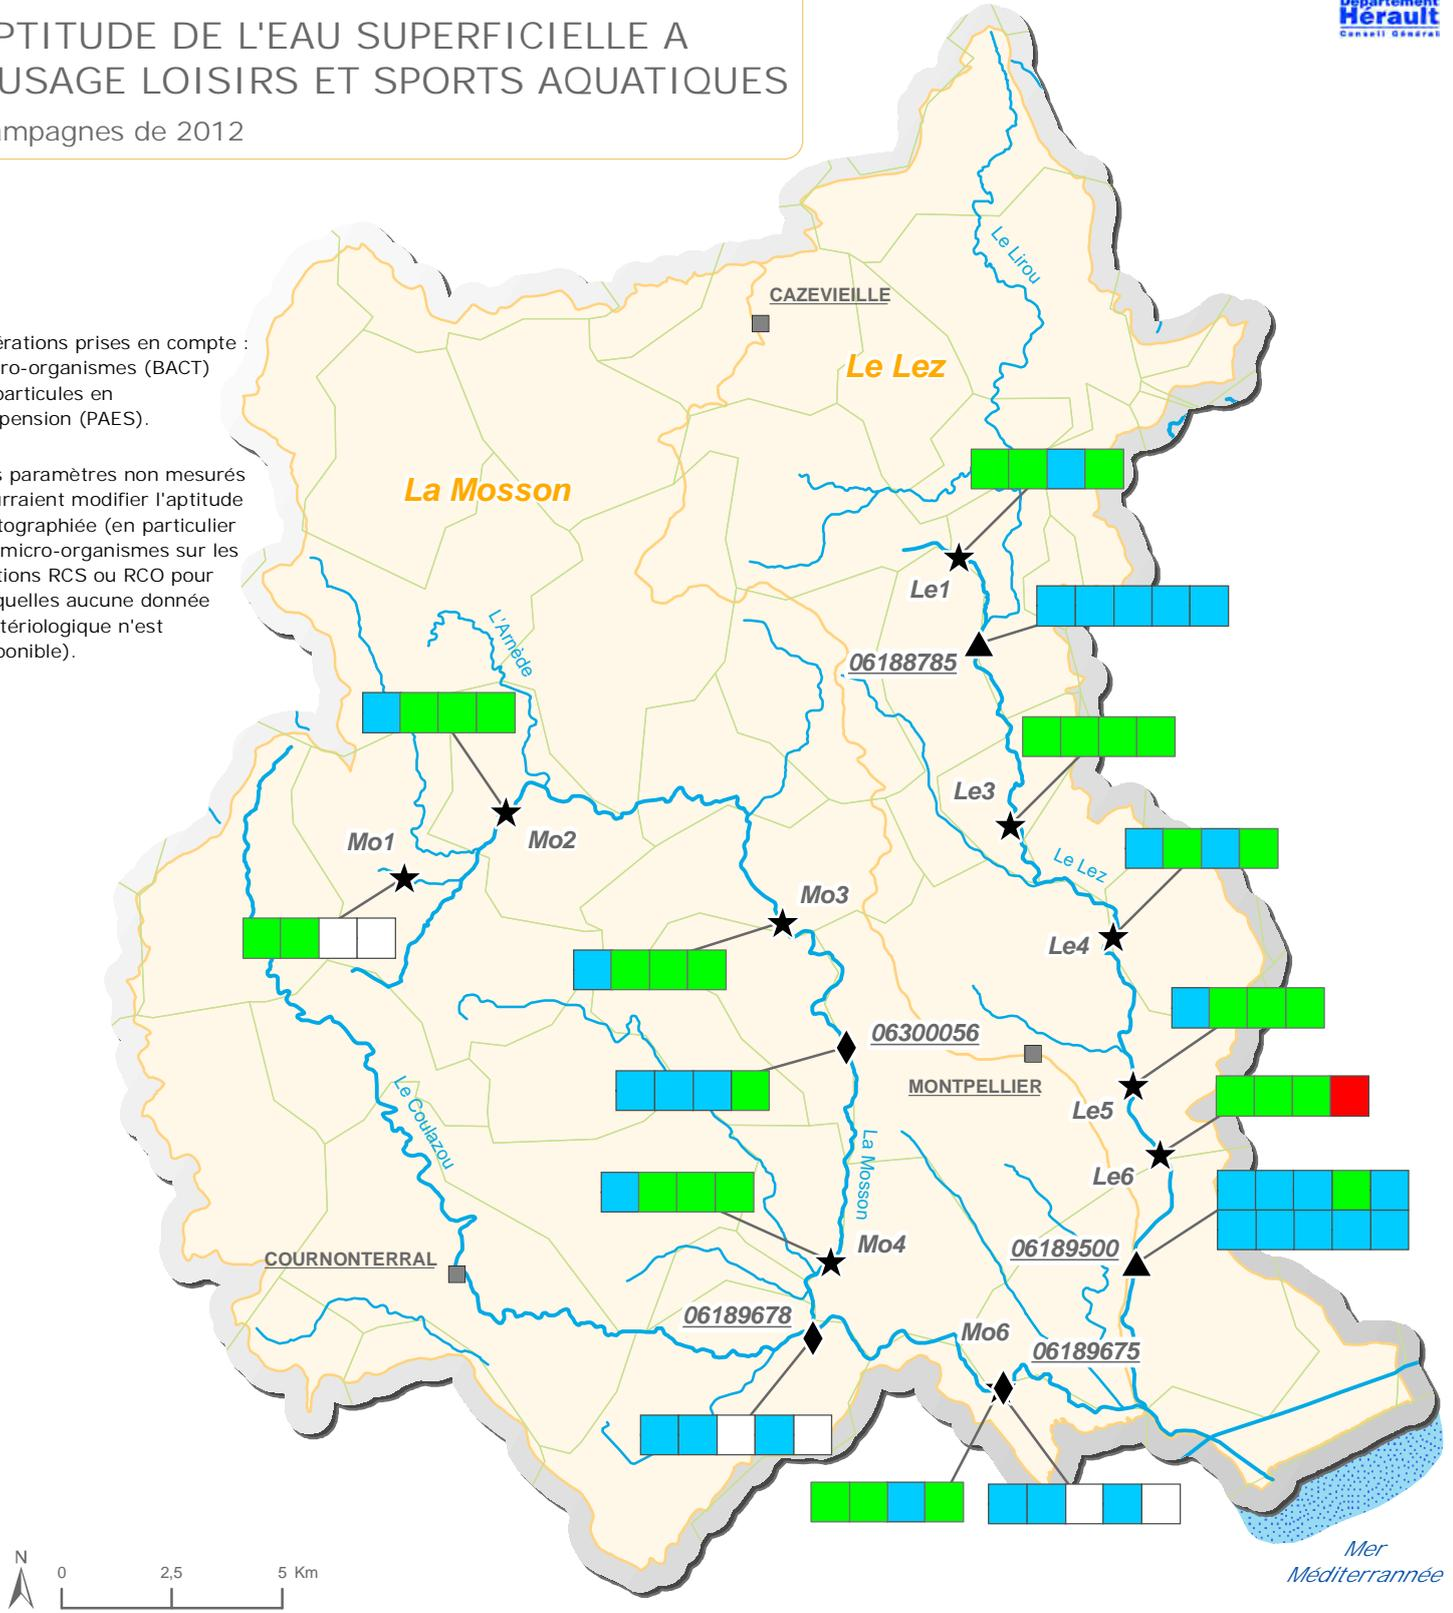 PTITUDE DE L'EAU SUPERFICIELLE A
USAGE LOISIRS ET SPORTS AQUATIQUES
mpagnes de 2012
Département
Hérault
Conseil Général
érations prises en compte :
ro-organismes (BACT)
particules en
pension (PAES).
s paramètres non mesurés
urraient modifier l'aptitude
tographiée (en particulier
micro-organismes sur les
tions RCS ou RCO pour
quelles aucune donnée
tériologique n'est
ponible).
Le Lirou
CAZEVIEILLE
Le Lez
La Mosson
Le1
L'Arnède
06188785
Le3
Mo1
Mo2
Le Lez
Mo3
Le4
06300056
MONTPELLIER
Le Coulazou
Le5
La Mosson
Le6
Mo4
06189500
COURNONTERRAL
06189678
Mo6
06189675
Mer
Méditerrannée
N
0
2,5
5 Km